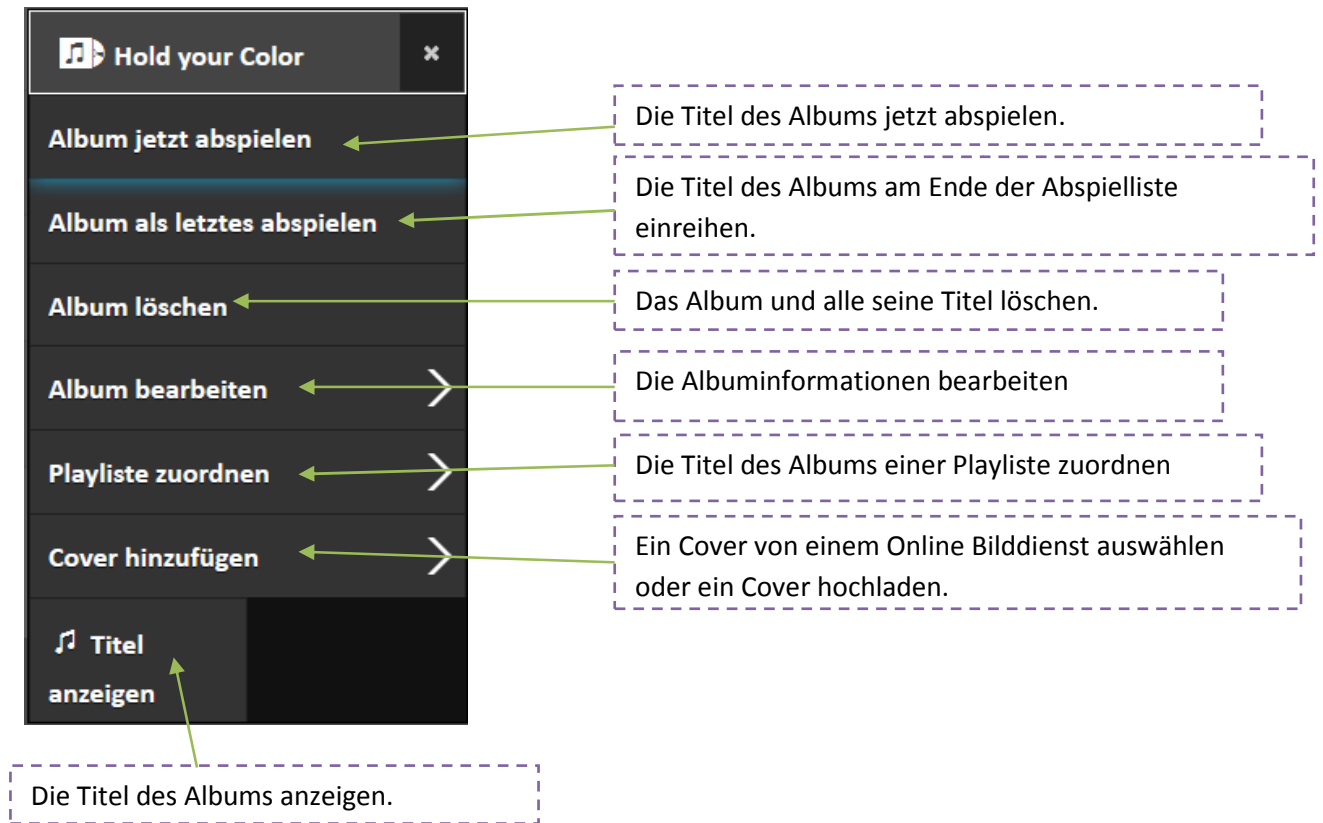 Hold your Color ×
Album jetzt abspielen
Die Titel des Albums jetzt abspielen.
Album als letztes abspielen
Die Titel des Albums am Ende der Abspielliste
einreihen.
Album löschen
Das Album und alle seine Titel löschen.
Album bearbeiten
Die Albuminformationen bearbeiten
Playliste zuordnen
Die Titel des Albums einer Playliste zuordnen
Cover hinzufügen
Ein Cover von einem Online Bilddienst auswählen
oder ein Cover hochladen.
Titel
anzeigen
Die Titel des Albums anzeigen.